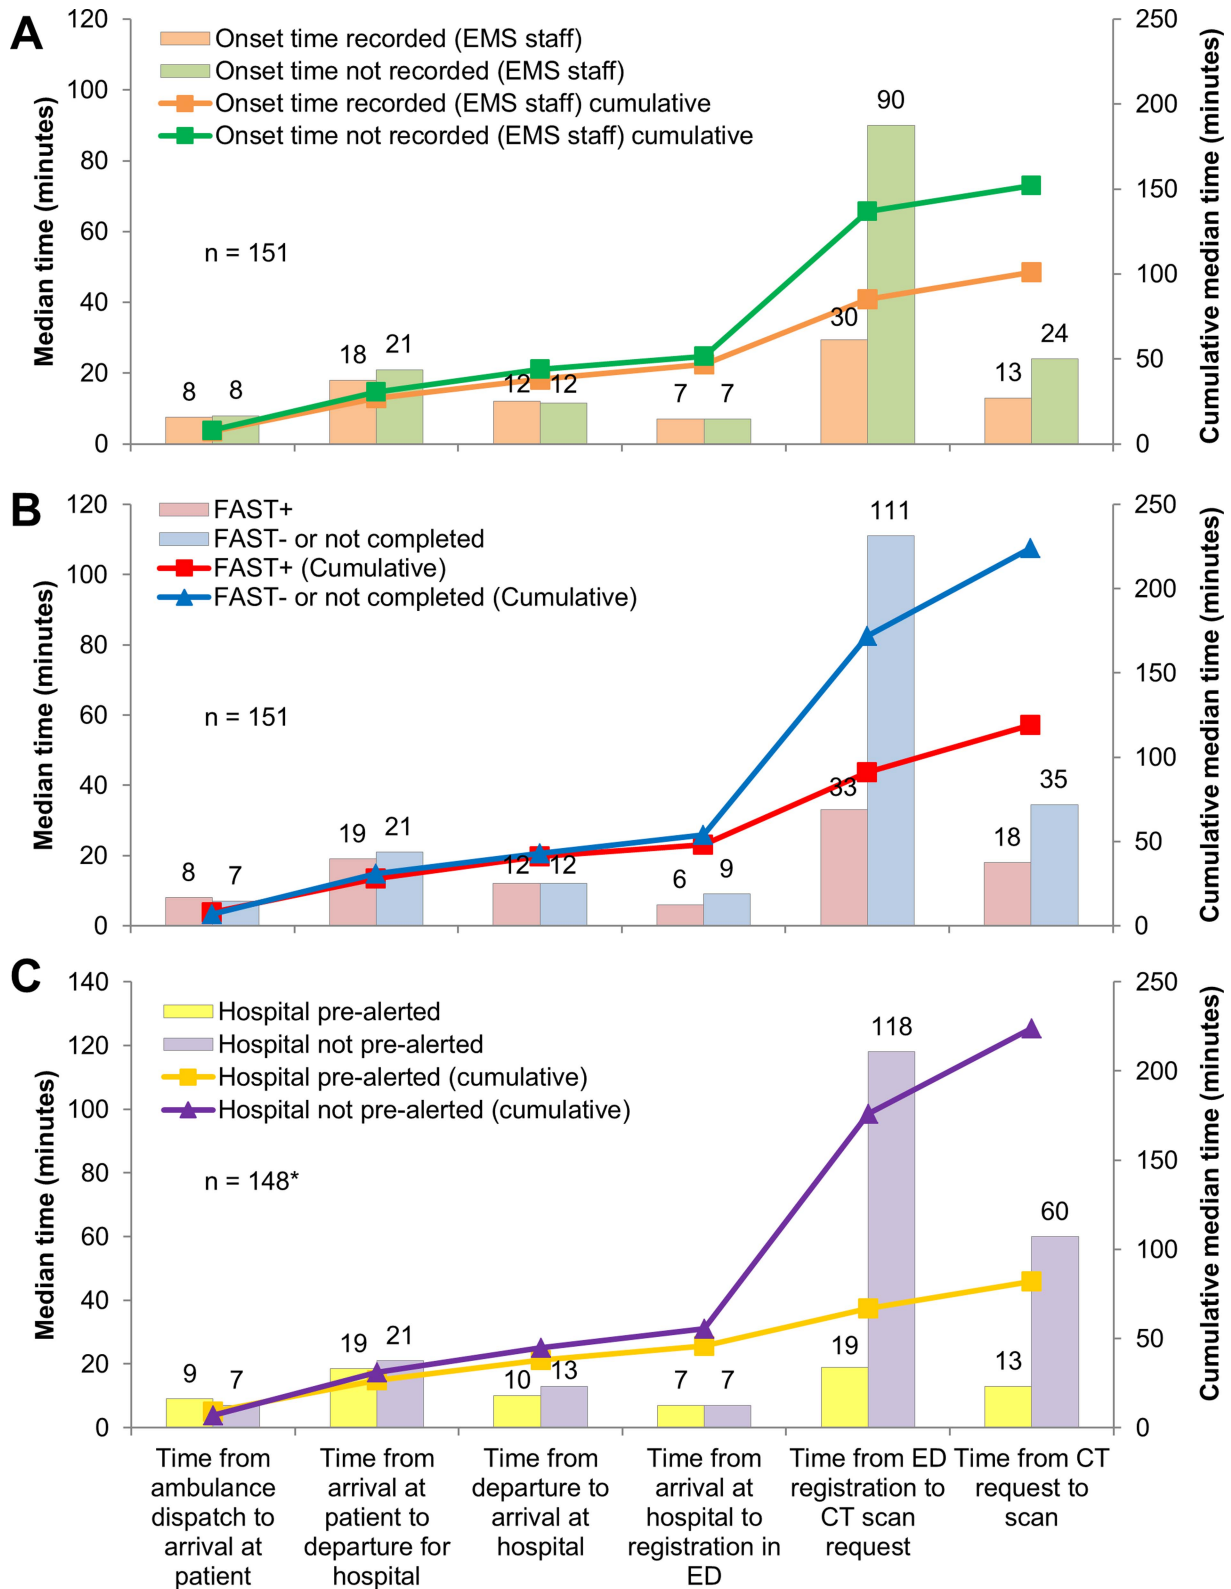 A
Median time (minutes)
Cumulative median time (minutes)
120
100
80
60
40
20
0
250
200
150
100
50
0
Onset time recorded (EMS staff)
Onset time not recorded (EMS staff)
Onset time recorded (EMS staff) cumulative
Onset time not recorded (EMS staff) cumulative
n = 151
8
8
18
21
12
12
7
7
30
90
13
24
B
Median time (minutes)
Cumulative median time (minutes)
120
100
80
60
40
20
0
250
200
150
100
50
0
FAST+
FAST- or not completed
FAST+ (Cumulative)
FAST- or not completed (Cumulative)
n = 151
8
7
19
21
12
12
6
9
33
111
18
35
C
Median time (minutes)
Cumulative median time (minutes)
140
120
100
80
60
40
20
0
250
200
150
100
50
0
Hospital pre-alerted
Hospital not pre-alerted
Hospital pre-alerted (cumulative)
Hospital not pre-alerted (cumulative)
n = 148*
9
7
19
21
10
13
7
7
19
118
13
60
Time from
ambulance
dispatch to
arrival at
patient
Time from
arrival at
patient to
departure for
hospital
Time from
departure to
arrival at
hospital
Time from
arrival at
hospital to
registration in
ED
Time from ED
registration to
CT scan
request
Time from CT
request to
scan